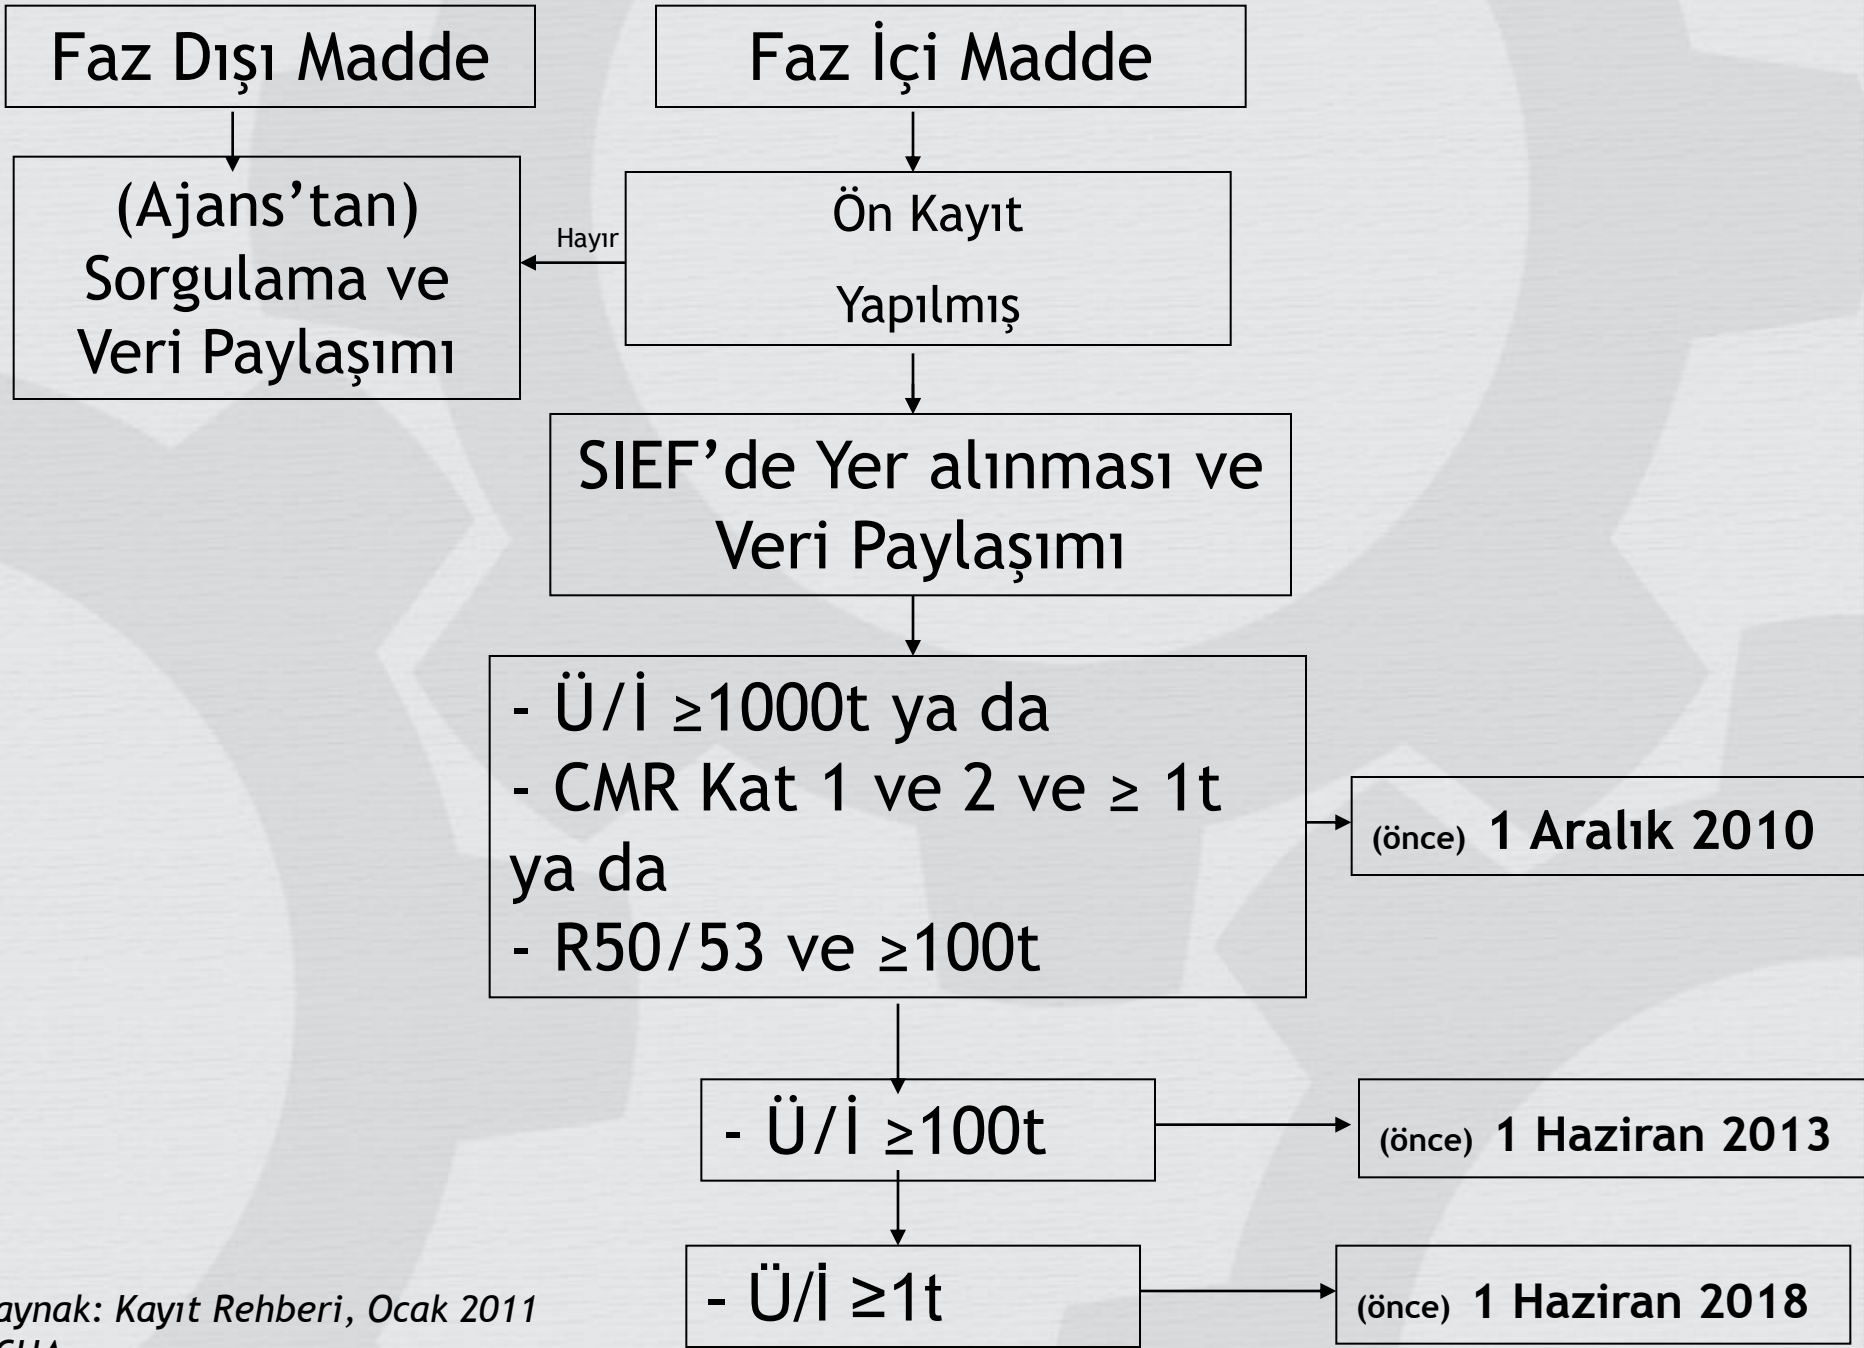 Faz Dışı Madde
Faz İçi Madde
(Ajans’tan)
Sorgulama ve
Veri Paylaşımı
Hayır
Ön Kayıt
Yapılmış
SIEF’de Yer alınması ve
Veri Paylaşımı
- Ü/İ ≥1000t ya da
- CMR Kat 1 ve 2 ve ≥ 1t
ya da
- R50/53 ve ≥100t
(önce) 1 Aralık 2010
- Ü/İ ≥100t
(önce) 1 Haziran 2013
- Ü/İ ≥1t
(önce) 1 Haziran 2018
aynak: Kayıt Rehberi, Ocak 2011